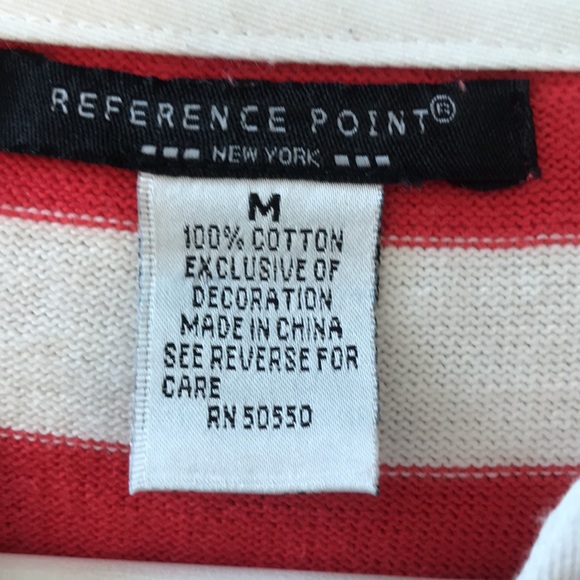 REFERENCE POINT®
NEW YORK
M
100% COTTON
EXCLUSIVE OF
DECORATION
MADE IN CHINA
SEE REVERSE FOR
CARE
RN 50550